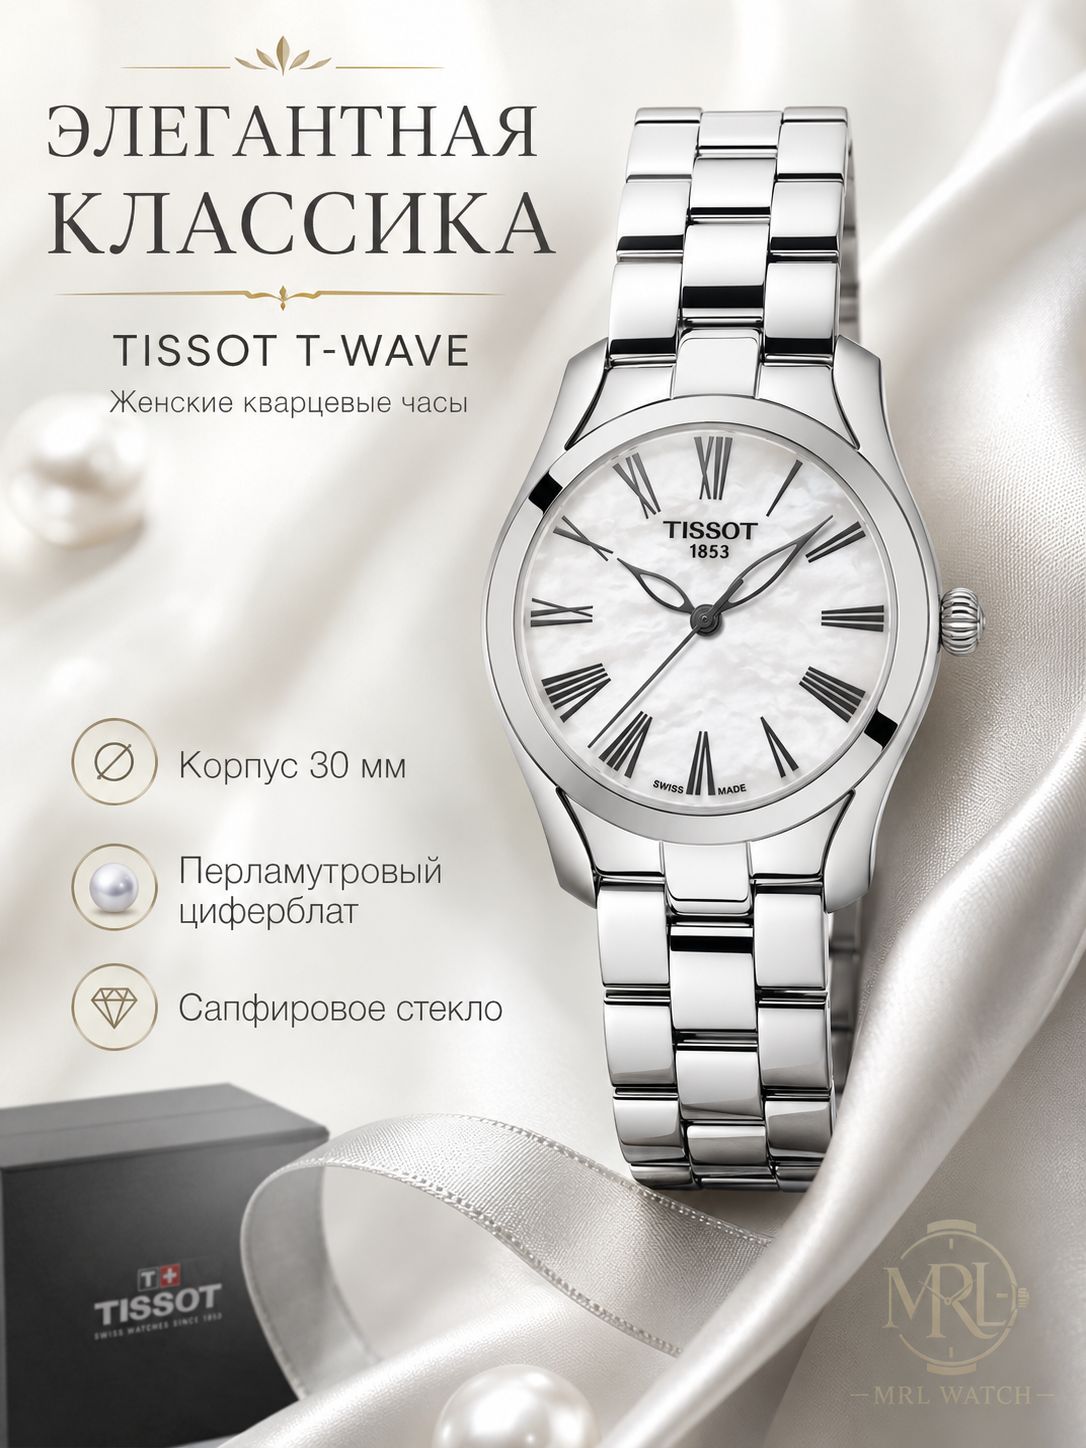 ЭЛЕГАНТНАЯ
КЛАССИКА
TISSOT T-WAVE
Женские кварцевые часы
TISSOT
1853
SWISS MADE
Корпус 30 мм
Перламутровый
циферблат
Сапфировое стекло
T+
TISSOT
SWISS WATCHES SINCE 1853
MRL
MRL WATCH